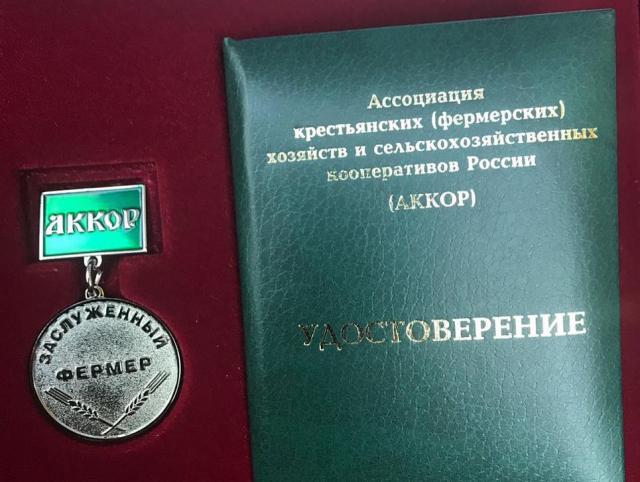 АККОР
ЗАСЛУЖЕННЫЙ
ФЕРМЕР
Ассоциация
крестьянских (фермерских)
хозяйств и сельскохозяйственных
кооперативов России
(АККОР)
УДОСТОВЕРЕНИЕ